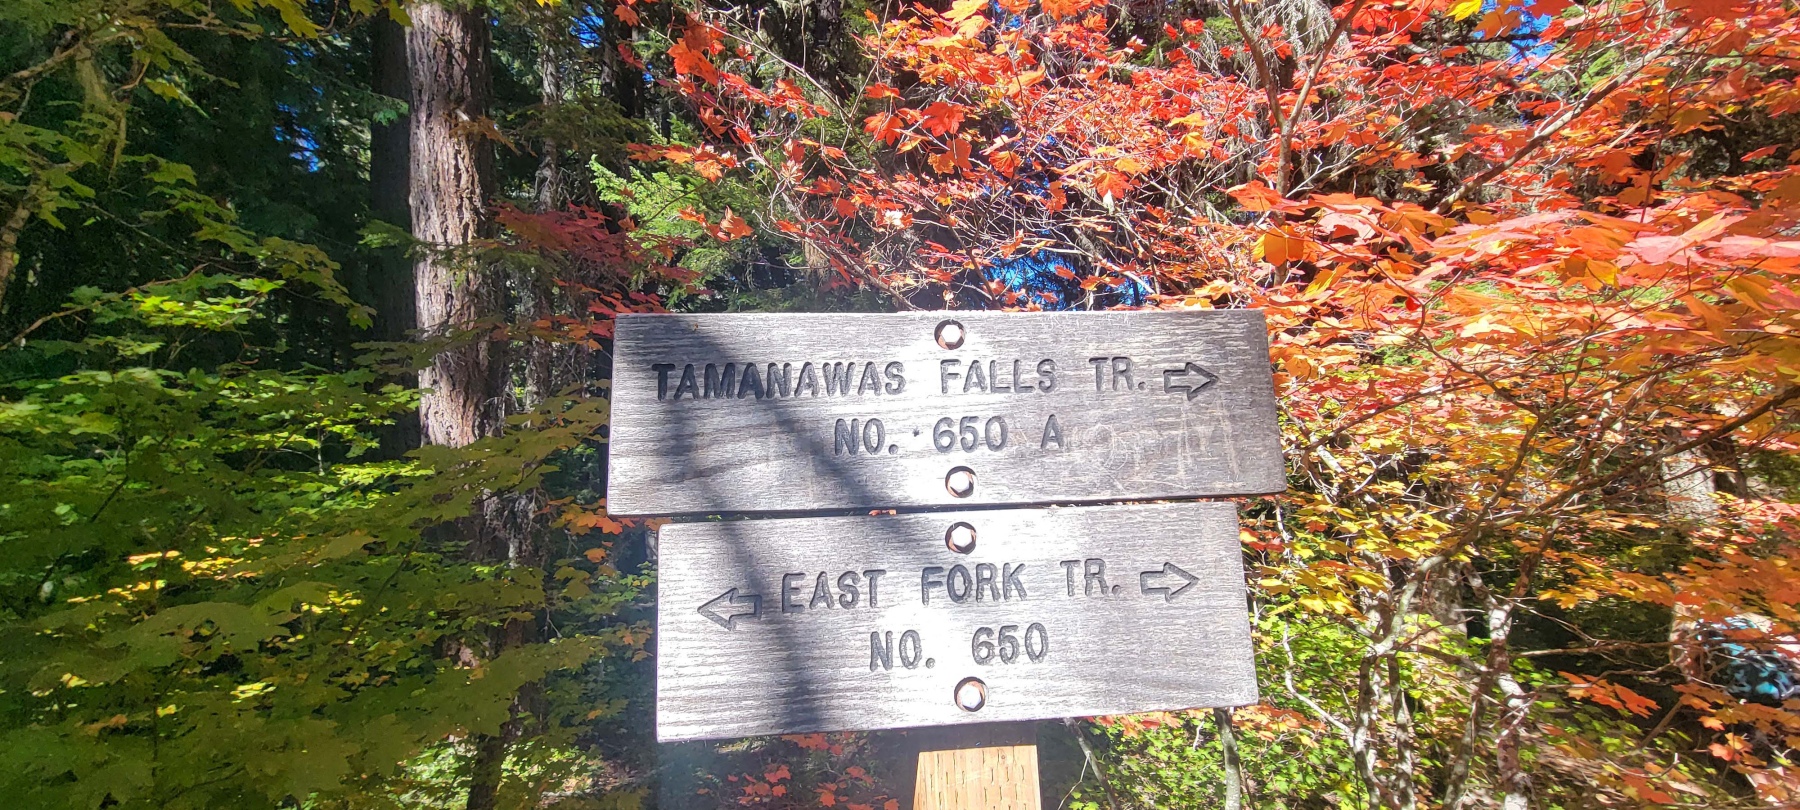 TAMANAWAS FALLS TR. ⇨
NO. 650 A
⇦ EAST FORK TR. ⇨
NO. 650